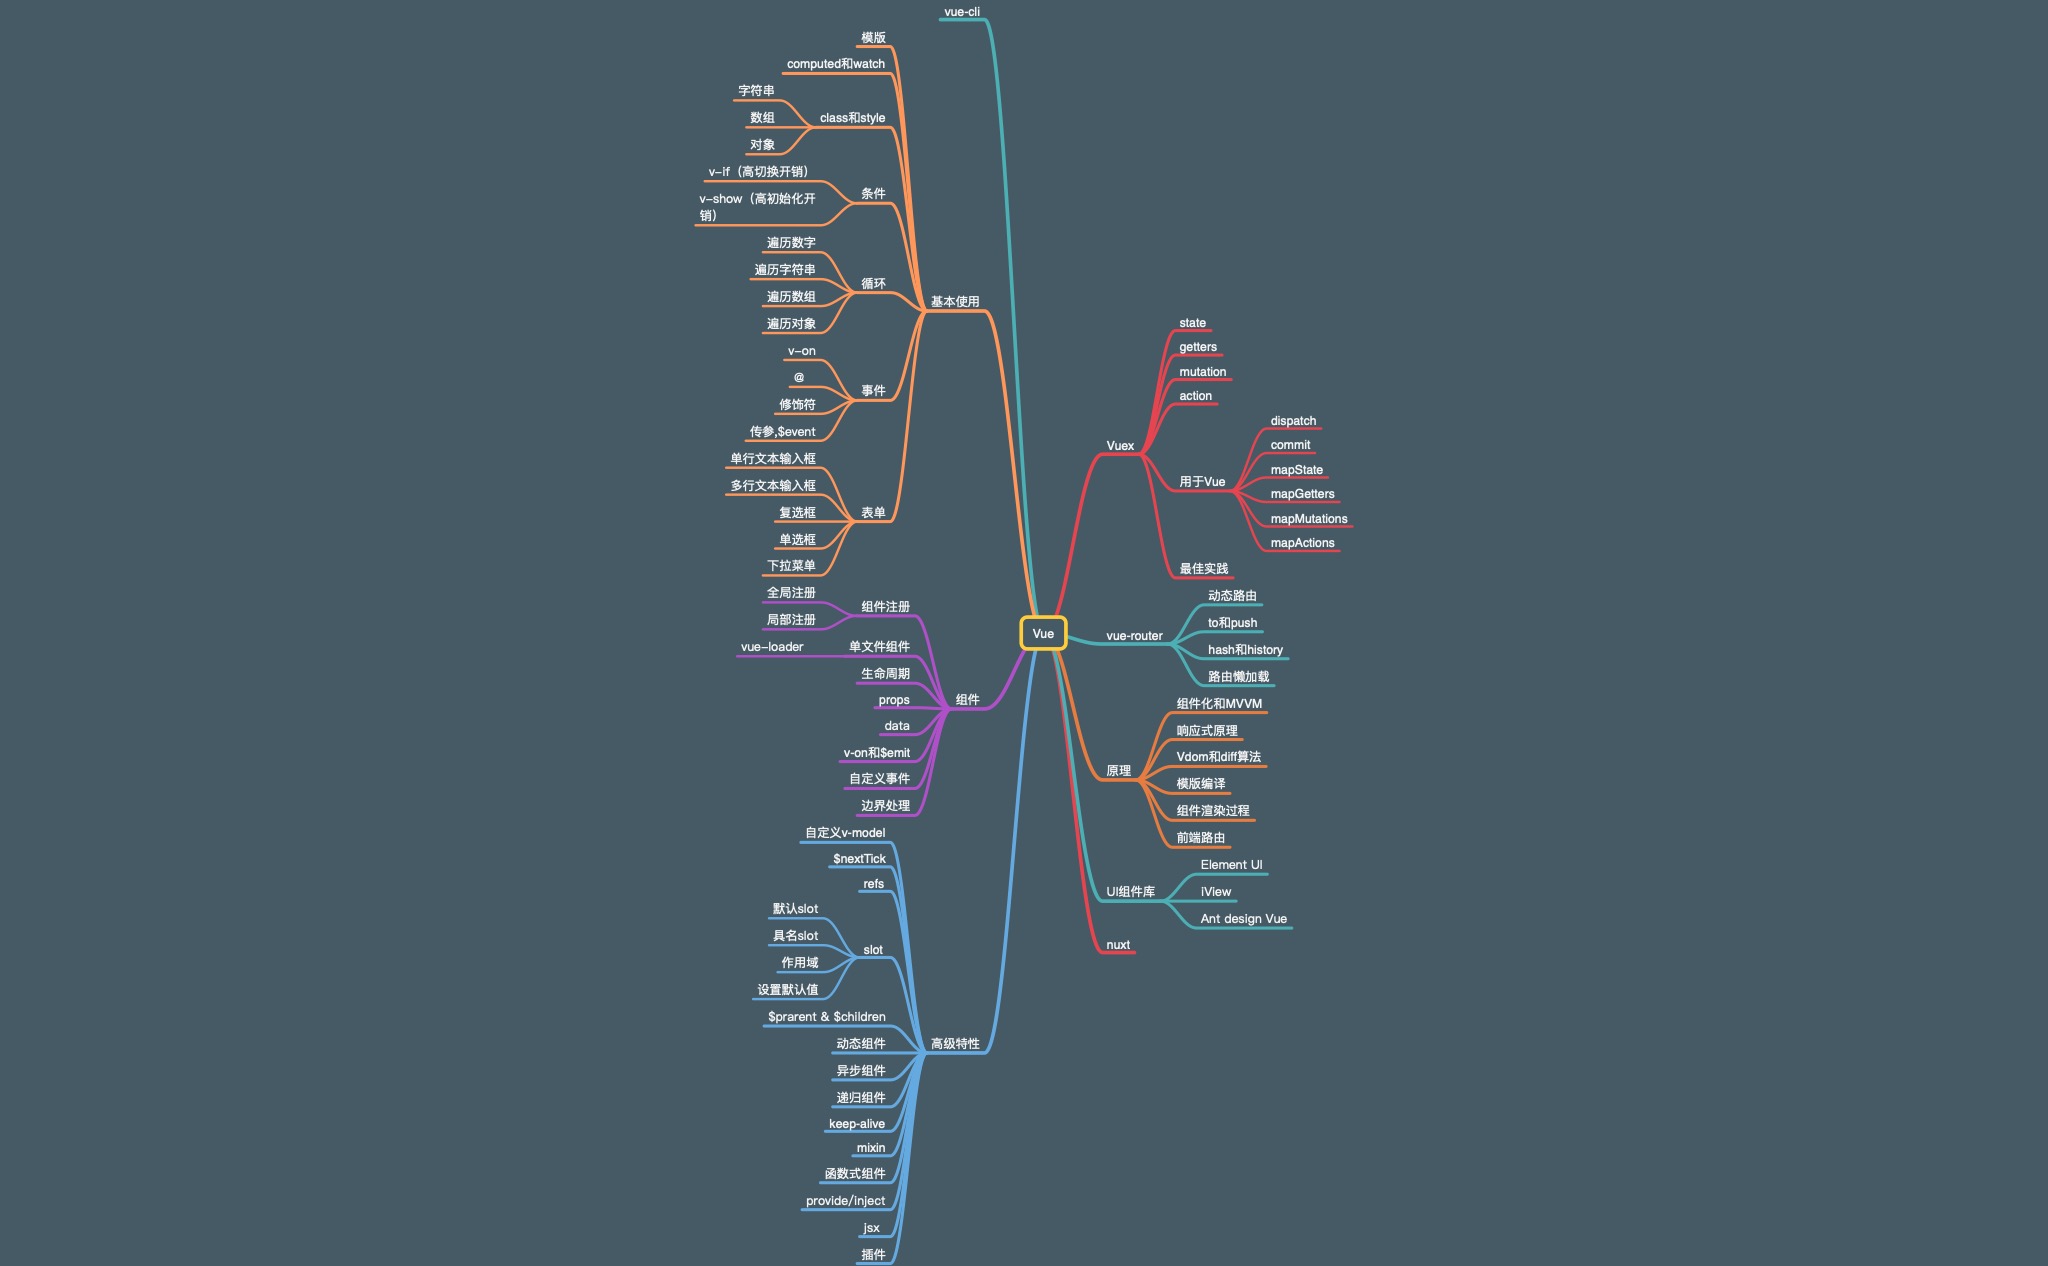 vue-cli
模版
computed和watch
字符串
数组
对象
class和style
v-if（高切换开销）
v-show（高初始化开
销）
条件
遍历数字
遍历字符串
遍历数组
遍历对象
循环
基本使用
v-on
@
修饰符
传参,$event
事件
单行文本输入框
多行文本输入框
复选框
单选框
下拉菜单
表单
全局注册
局部注册
组件注册
vue-loader
单文件组件
生命周期
props
data
v-on和$emit
自定义事件
边界处理
组件
自定义v-model
$nextTick
refs
默认slot
具名slot
作用域
设置默认值
slot
$prarent & $children
动态组件
异步组件
递归组件
keep-alive
mixin
函数式组件
provide/inject
jsx
插件
高级特性
Vue
Vuex
state
getters
mutation
action
用于Vue
dispatch
commit
mapState
mapGetters
mapMutations
mapActions
最佳实践
vue-router
动态路由
to和push
hash和history
路由懒加载
原理
组件化和MVVM
响应式原理
Vdom和diff算法
模版编译
组件渲染过程
前端路由
UI组件库
Element UI
iView
Ant design Vue
nuxt